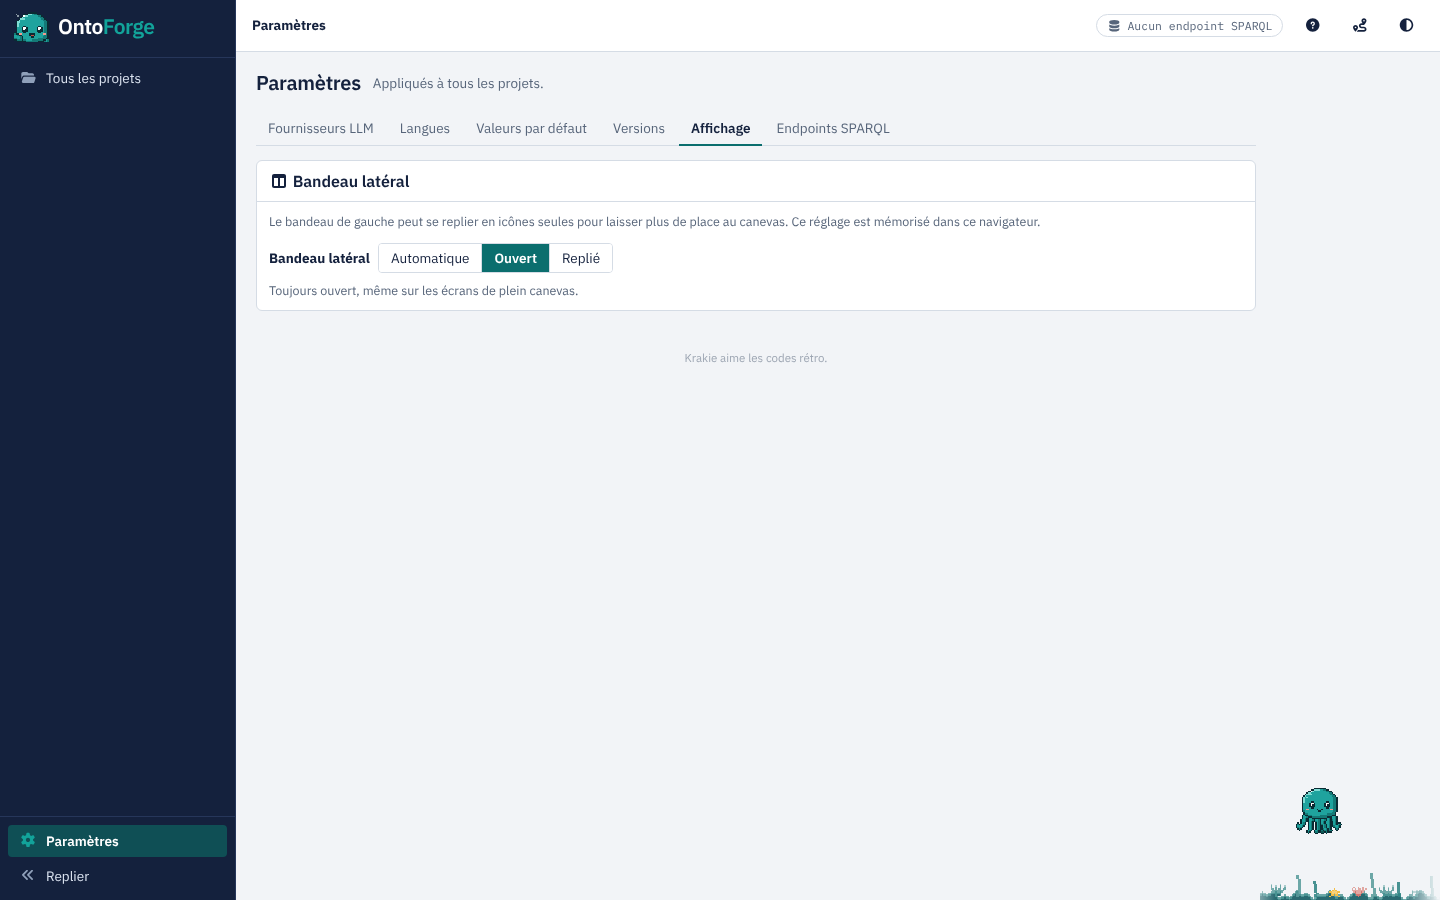 OntoForge
Paramètres
Aucun endpoint SPARQL
Tous les projets
Paramètres Appliqués à tous les projets.
Fournisseurs LLM Langues Valeurs par défaut Versions Affichage Endpoints SPARQL
Bandeau latéral
Le bandeau de gauche peut se replier en icônes seules pour laisser plus de place au canevas. Ce réglage est mémorisé dans ce navigateur.
Bandeau latéral Automatique Ouvert Replié
Toujours ouvert, même sur les écrans de plein canevas.
Krakie aime les codes rétro.
Paramètres
Replier